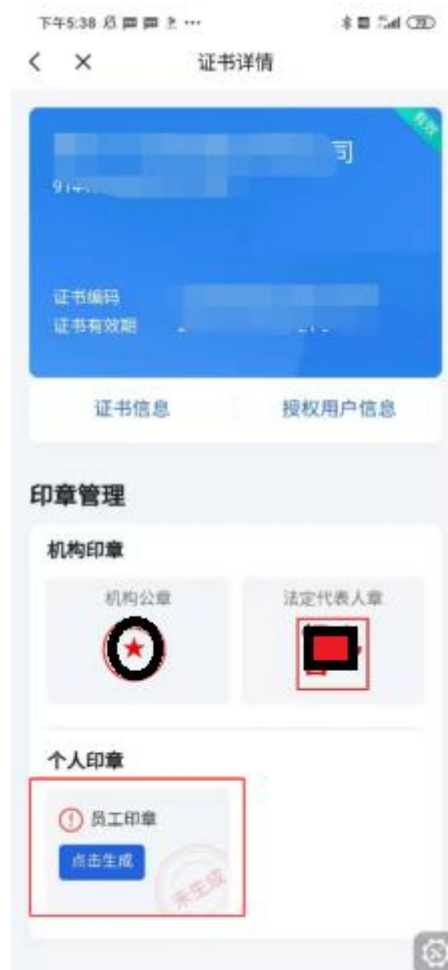 下午5:38
证书详情
有效
司
证书编码
证书有效期
证书信息
授权用户信息
印章管理
机构印章
机构公章
法定代表人章
个人印章
员工印章
点击生成
未生成